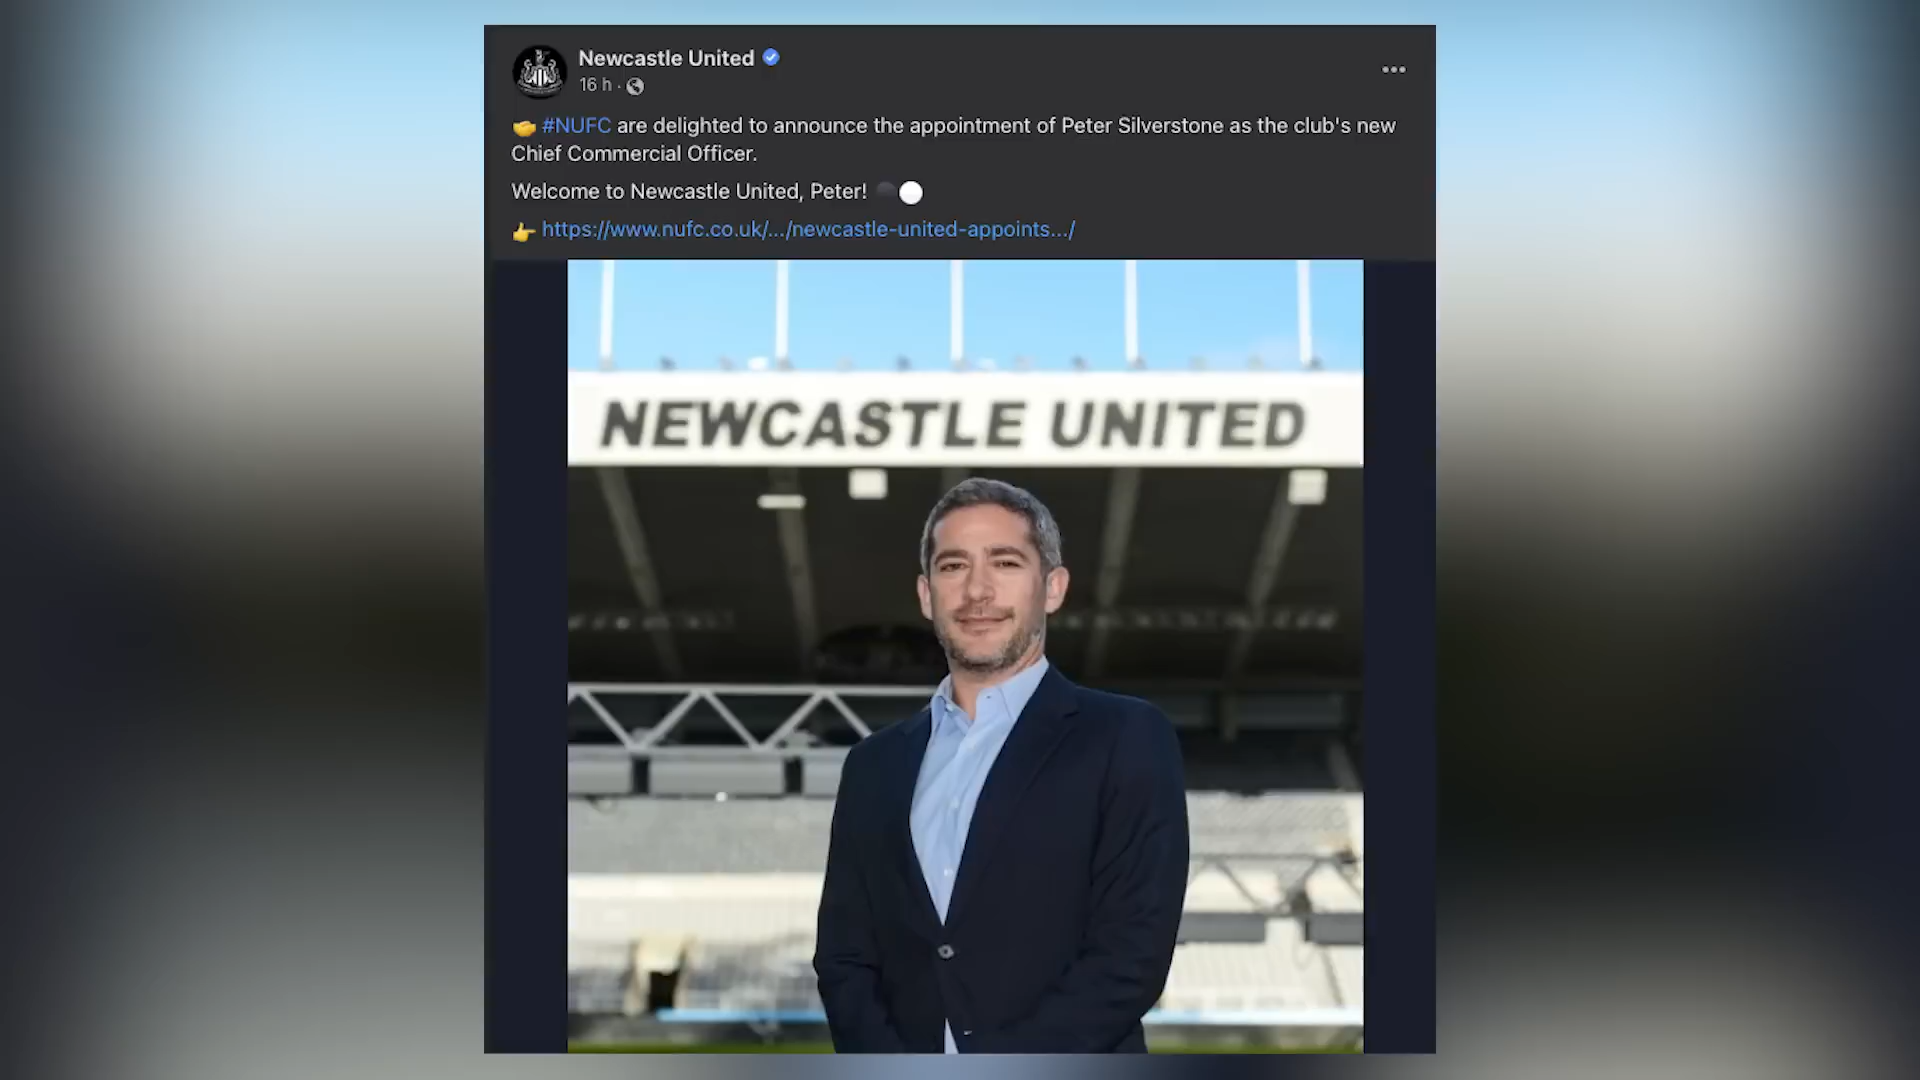 Newcastle United
16 h ·
🤝 #NUFC are delighted to announce the appointment of Peter Silverstone as the club's new
Chief Commercial Officer.
Welcome to Newcastle United, Peter! ⚫⚪
👉 https://www.nufc.co.uk/.../newcastle-united-appoints.../
NEWCASTLE UNITED